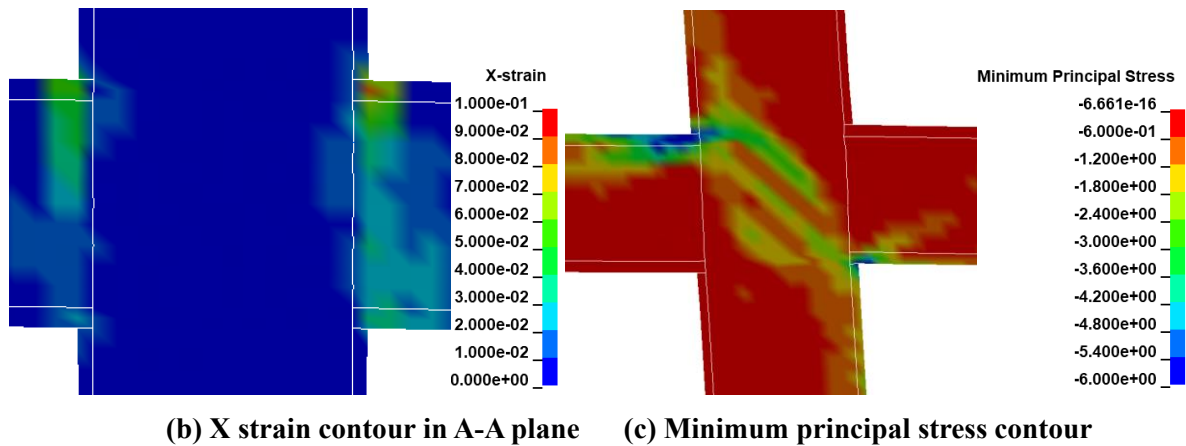 X-strain
1.000e-01
9.000e-02
8.000e-02
7.000e-02
6.000e-02
5.000e-02
4.000e-02
3.000e-02
2.000e-02
1.000e-02
0.000e+00
Minimum Principal Stress
-6.661e-16
-6.000e-01
-1.200e+00
-1.800e+00
-2.400e+00
-3.000e+00
-3.600e+00
-4.200e+00
-4.800e+00
-5.400e+00
-6.000e+00
(b) X strain contour in A-A plane (c) Minimum principal stress contour